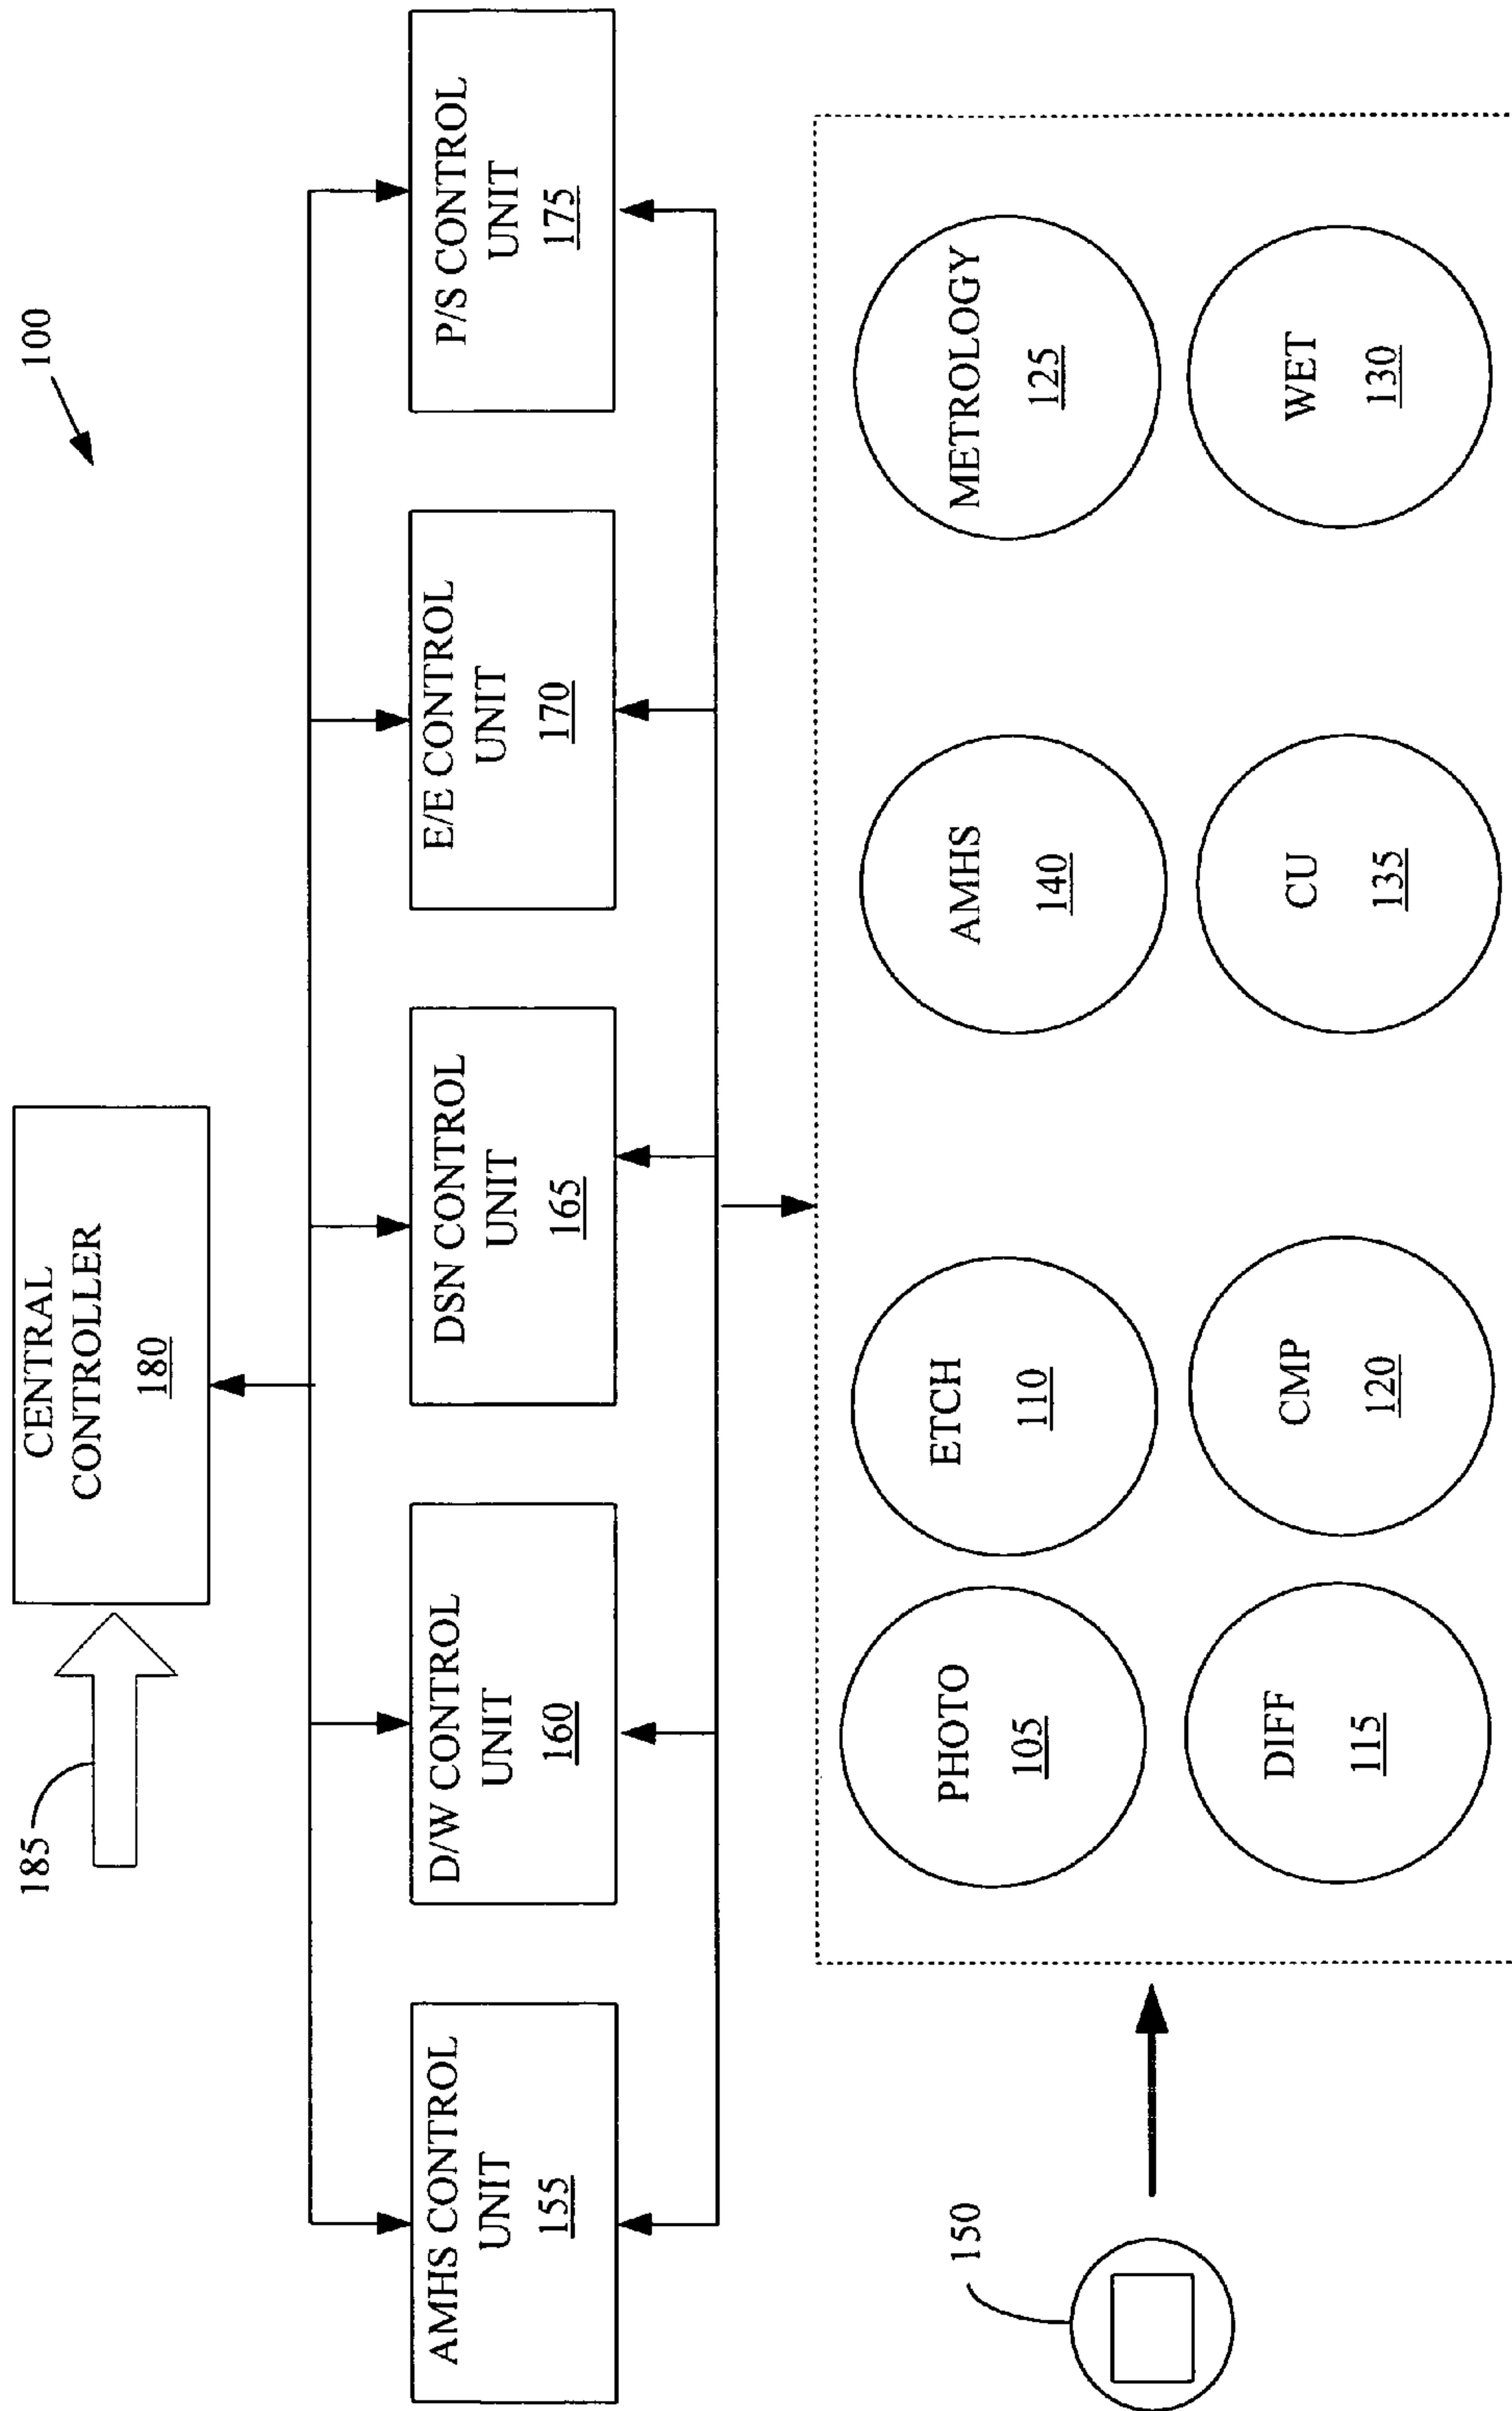 100
185
CENTRAL
CONTROLLER
180
AMHS CONTROL
UNIT
155
D/W CONTROL
UNIT
160
DSN CONTROL
UNIT
165
E/E CONTROL
UNIT
170
P/S CONTROL
UNIT
175
150
PHOTO
105
ETCH
110
AMHS
140
METROLOGY
125
DIFF
115
CMP
120
CU
135
WET
130